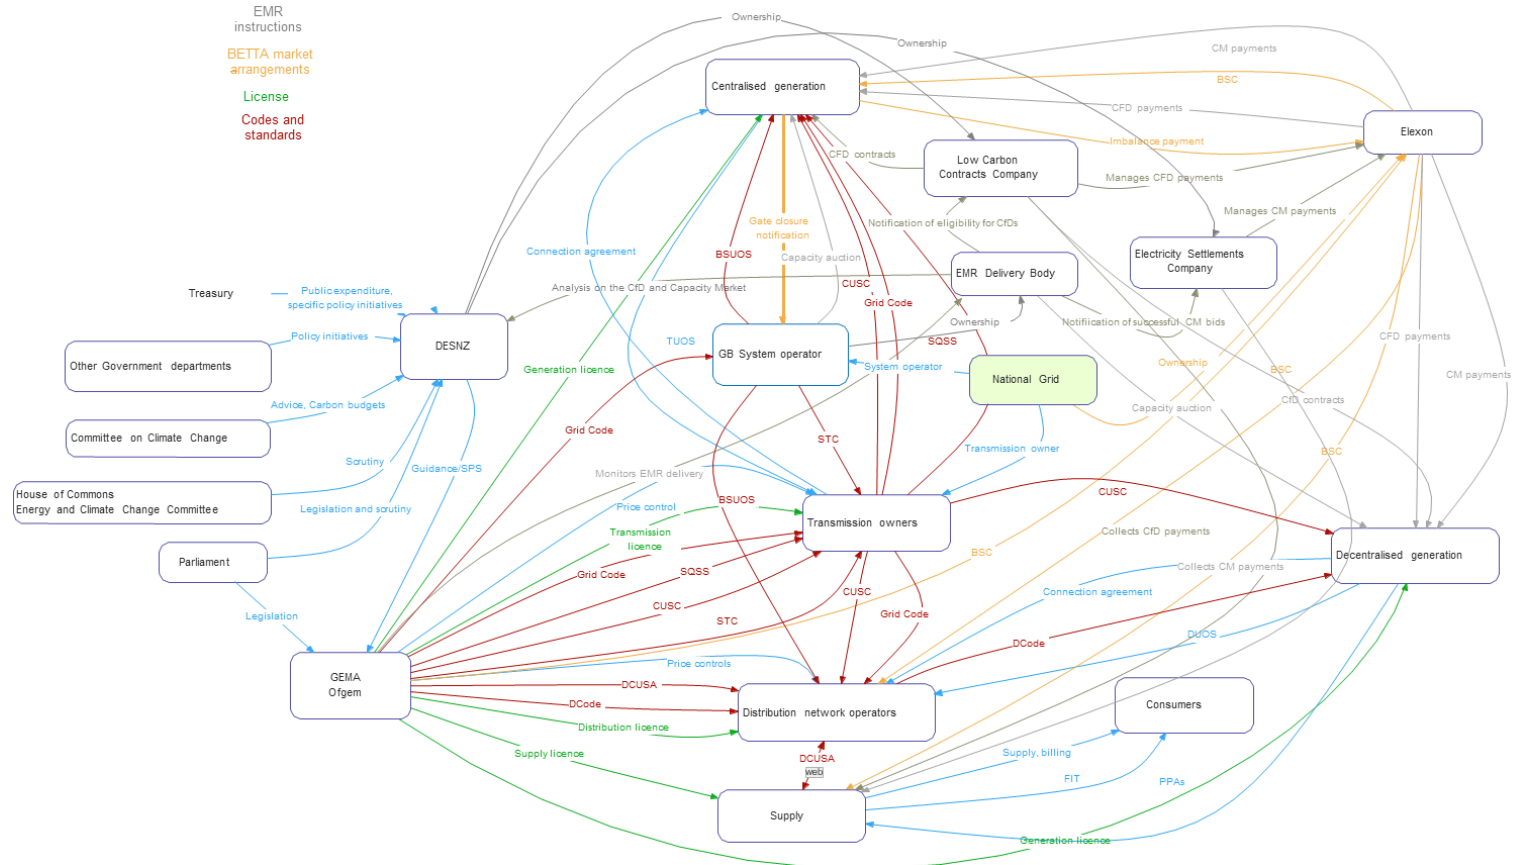 EMR
instructions
BETTA market
arrangements
License
Codes and
standards
Ownership
Ownership
CM payments
BSC
CFD payments
Imbalance payment
Centralised generation
Elexon
CFD contracts
Low Carbon
Contracts Company
Manages CFD payments
Notification of eligibility for CfDs
Manages CM payments
Gate closure
notification
Connection agreement
BSUOS
Capacity auction
CUSC
Grid Code
Electricity Settlements
Company
EMR Delivery Body
Analysis on the CfD and Capacity Market
Treasury
Public expenditure,
specific policy initiatives
Policy initiatives
Other Government departments
DESNZ
GB System operator
Ownership
SQSS
TUOS
Notification of successful CM bids
System operator
National Grid
Ownership
BSC
CFD payments
CM payments
Generation licence
Advice, Carbon budgets
Committee on Climate Change
Grid Code
STC
Capacity auction
CfD contracts
Transmission owner
BSC
Scrutiny
Guidance/SPS
Monitors EMR delivery
House of Commons
Energy and Climate Change Committee
Legislation and scrutiny
Price control
BSUOS
CUSC
Transmission owners
Transmission
licence
Collects CfD payments
Parliament
BSC
Decentralised generation
Collects CM payments
Grid Code
SQSS
CUSC
Connection agreement
CUSC
STC
Grid Code
Legislation
DUOS
DCode
GEMA
Ofgem
Price controls
DCUSA
DCode
Distribution licence
Distribution network operators
Consumers
Supply licence
DCUSA
web
Supply, billing
FIT
PPAs
Supply
Generation licence